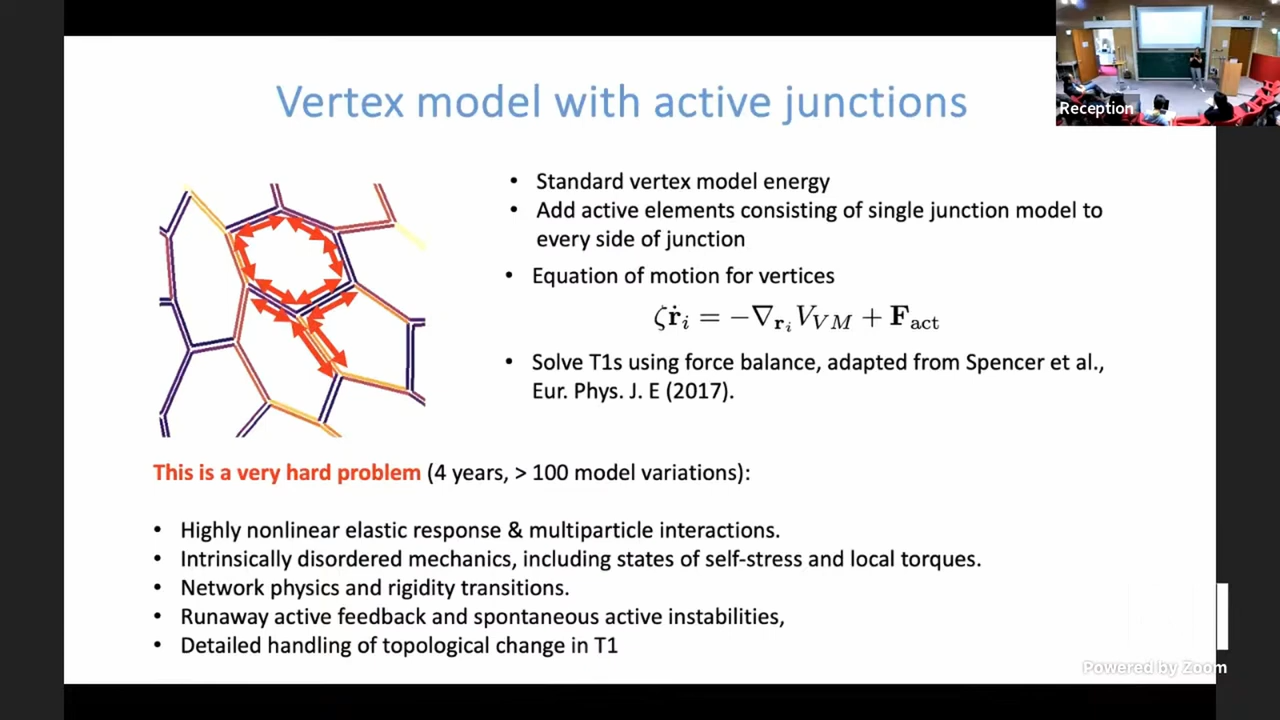 Vertex model with active junctions
Reception
• Standard vertex model energy
• Add active elements consisting of single junction model to
every side of junction
• Equation of motion for vertices
ζṙᵢ = −∇_{rᵢ} V_{VM} + F_{act}
• Solve T1s using force balance, adapted from Spencer et al.,
Eur. Phys. J. E (2017).
This is a very hard problem (4 years, > 100 model variations):
• Highly nonlinear elastic response & multiparticle interactions.
• Intrinsically disordered mechanics, including states of self-stress and local torques.
• Network physics and rigidity transitions.
• Runaway active feedback and spontaneous active instabilities,
• Detailed handling of topological change in T1
Powered by Zoom